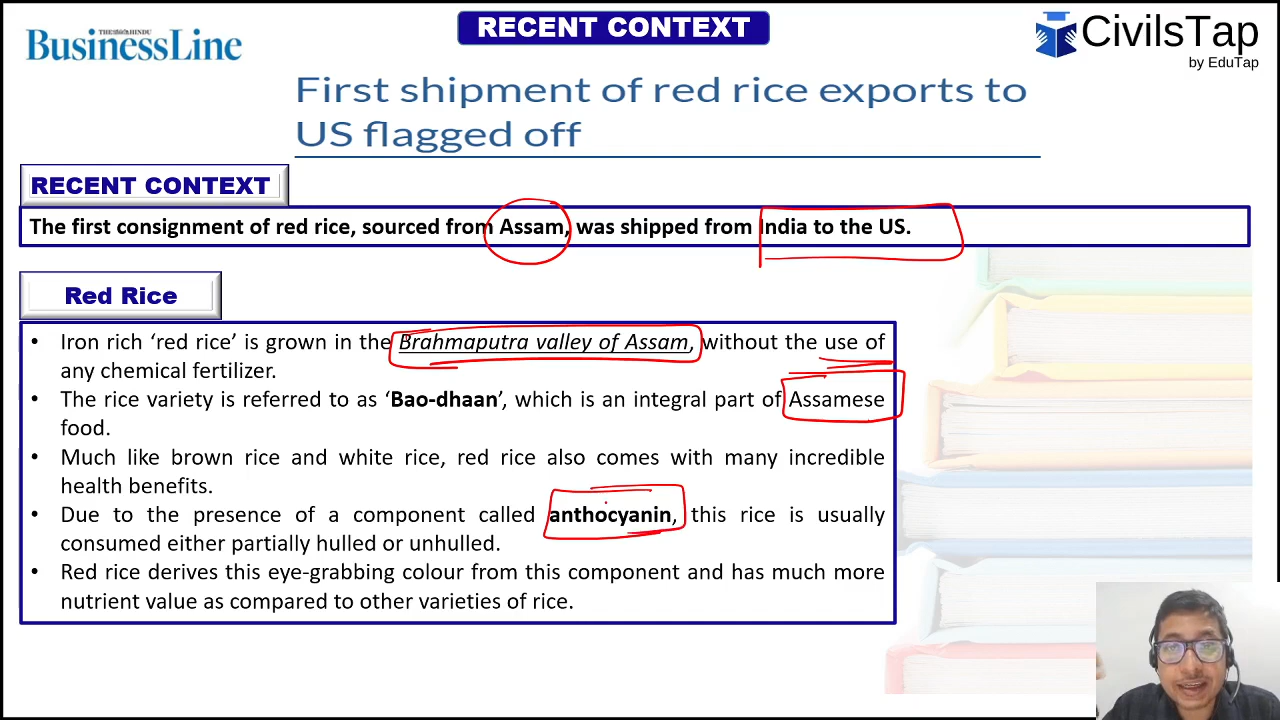 RECENT CONTEXT
THE HINDU
BusinessLine
CivilsTap
by EduTap
First shipment of red rice exports to
US flagged off
RECENT CONTEXT
The first consignment of red rice, sourced from Assam, was shipped from India to the US.
Red Rice
• Iron rich ‘red rice’ is grown in the Brahmaputra valley of Assam, without the use of
any chemical fertilizer.
• The rice variety is referred to as ‘Bao-dhaan’, which is an integral part of Assamese
food.
• Much like brown rice and white rice, red rice also comes with many incredible
health benefits.
• Due to the presence of a component called anthocyanin, this rice is usually
consumed either partially hulled or unhulled.
• Red rice derives this eye-grabbing colour from this component and has much more
nutrient value as compared to other varieties of rice.